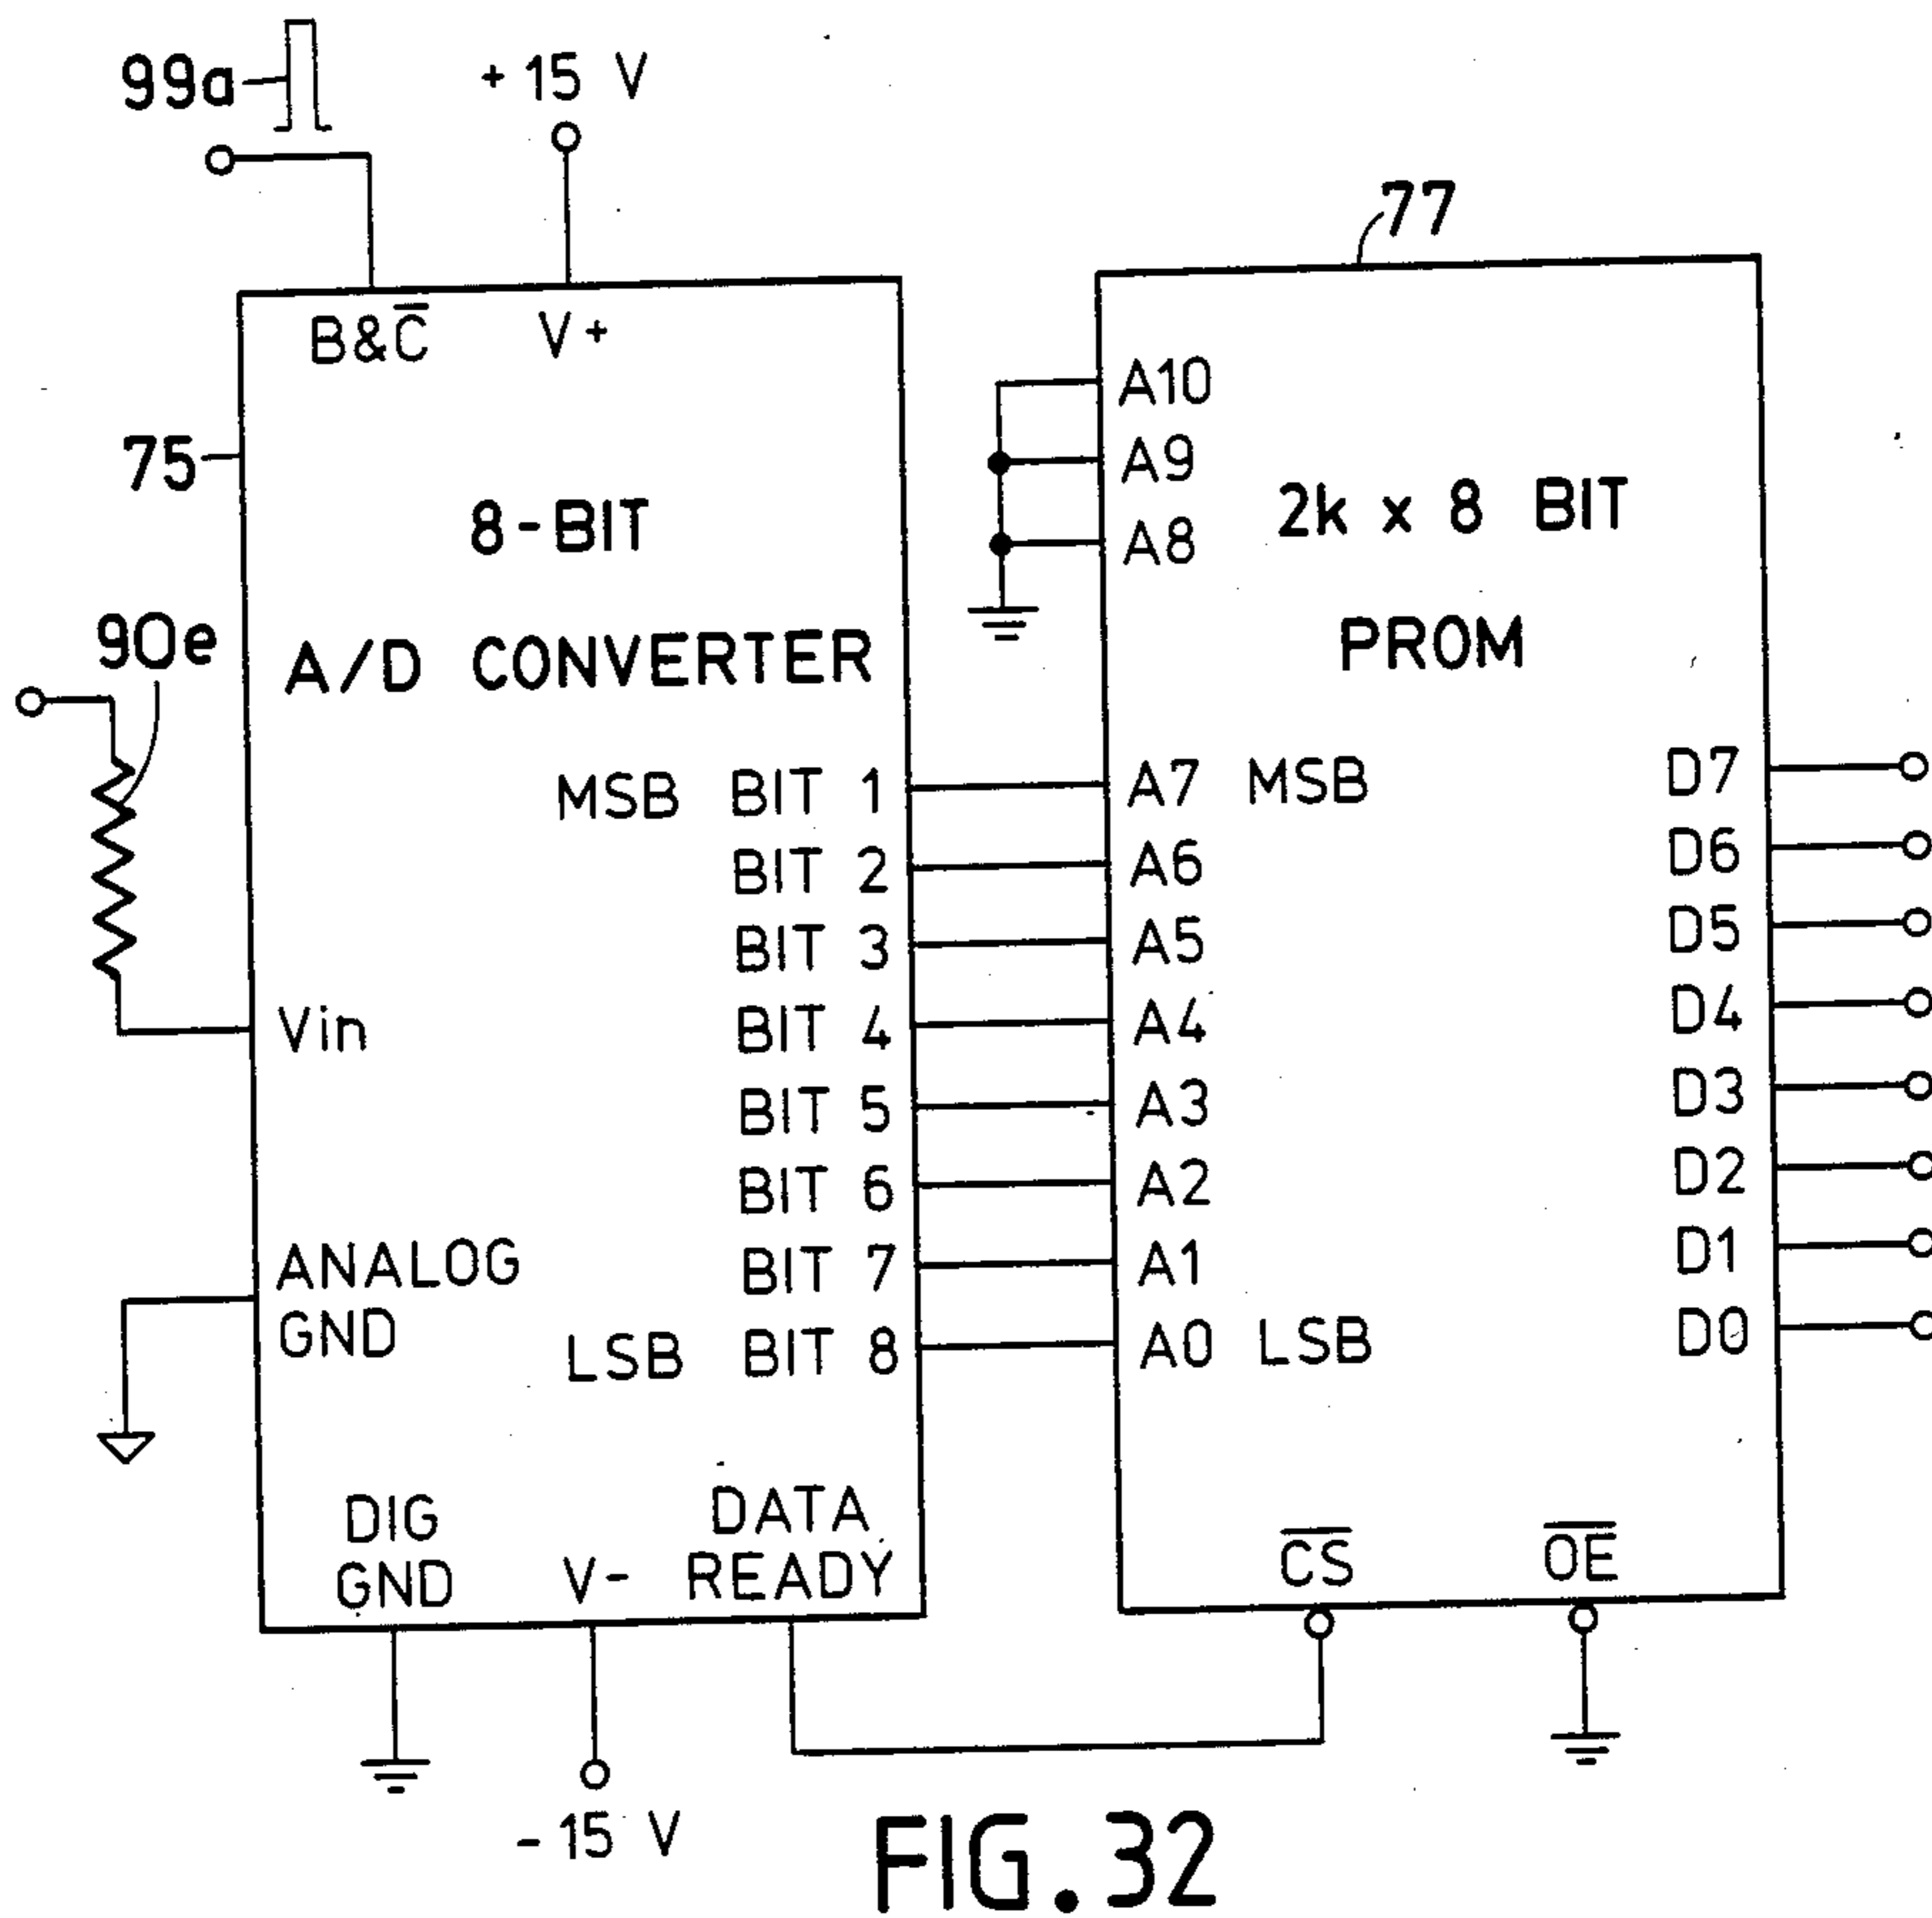 99a
+15 V
77
B&C̅
V+
75
8-BIT
A/D CONVERTER
90e
A10
A9
A8
2k x 8 BIT
PROM
MSB BIT 1
BIT 2
BIT 3
BIT 4
BIT 5
BIT 6
BIT 7
LSB BIT 8
A7 MSB
A6
A5
A4
A3
A2
A1
A0 LSB
D7
D6
D5
D4
D3
D2
D1
D0
Vin
ANALOG
GND
DIG
GND
V-
DATA
READY
C̅S̅
O̅E̅
-15 V
FIG.32